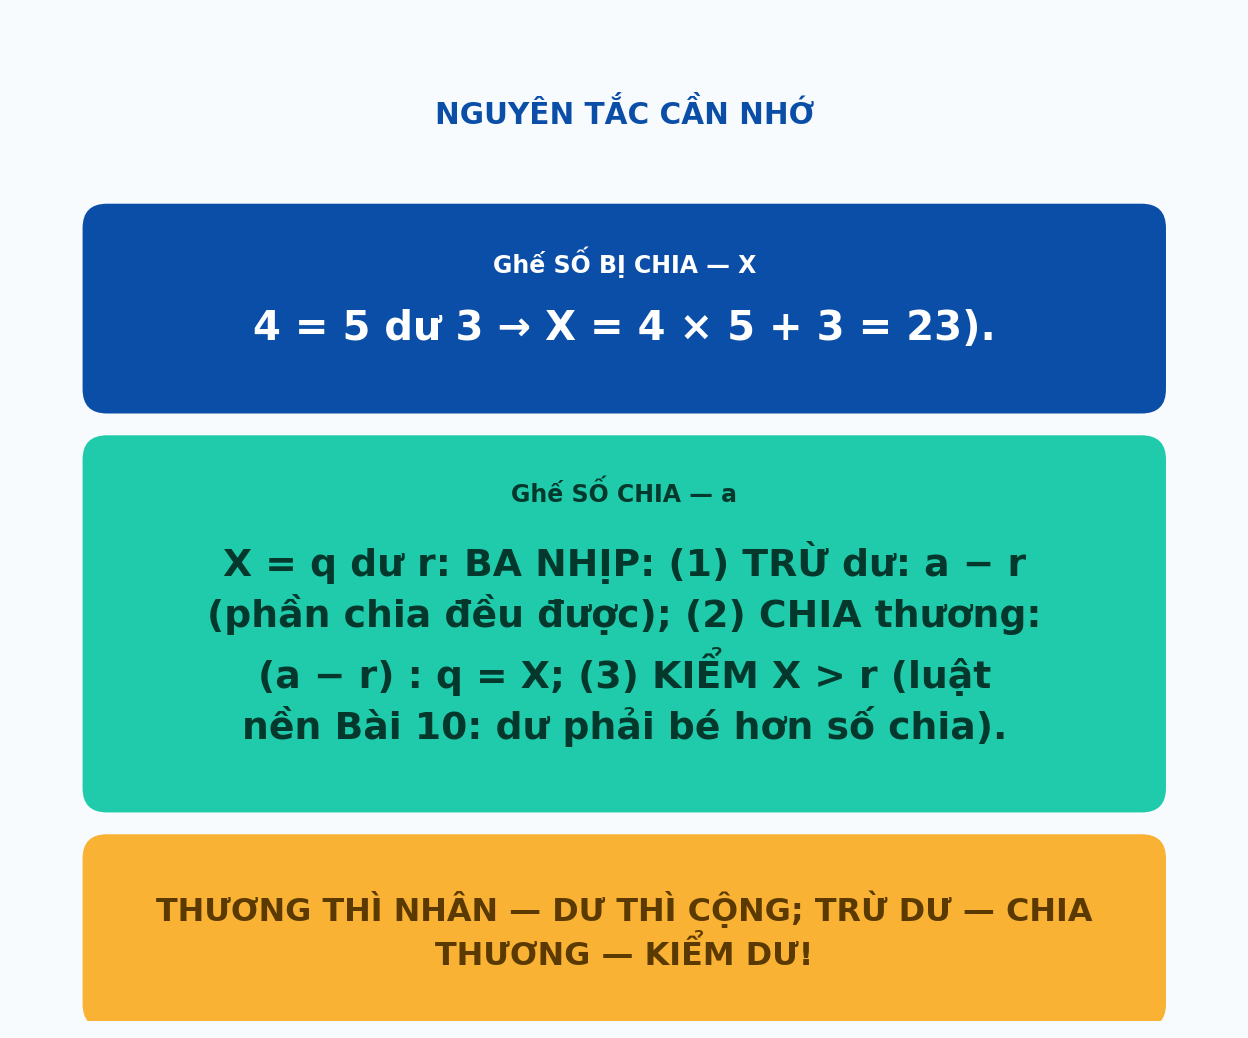 NGUYÊN TẮC CẦN NHỚ
Ghế SỐ BỊ CHIA — X
4 = 5 dư 3 → X = 4 × 5 + 3 = 23).
Ghế SỐ CHIA — a
X = q dư r: BA NHỊP: (1) TRỪ dư: a − r
(phần chia đều được); (2) CHIA thương:
(a − r) : q = X; (3) KIỂM X > r (luật
nền Bài 10: dư phải bé hơn số chia).
THƯƠNG THÌ NHÂN — DƯ THÌ CỘNG; TRỪ DƯ — CHIA
THƯƠNG — KIỂM DƯ!